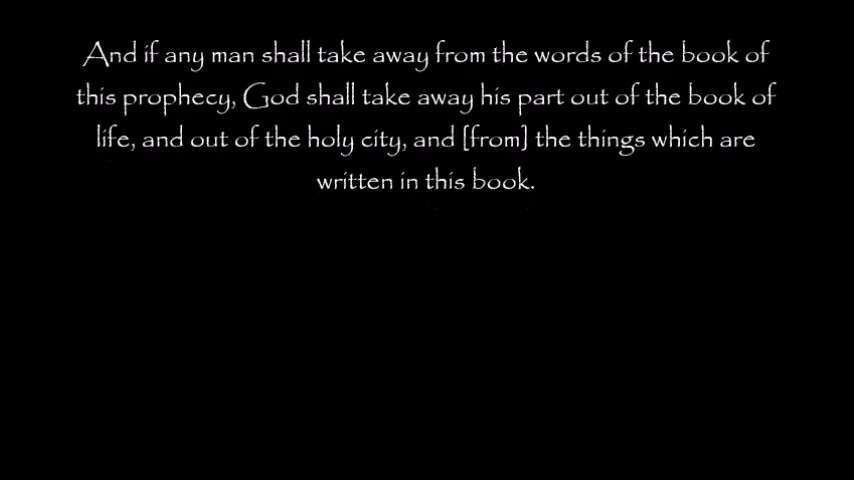 And if any man shall take away from the words of the book of
this prophecy, God shall take away his part out of the book of
life, and out of the holy city, and [from] the things which are
written in this book.